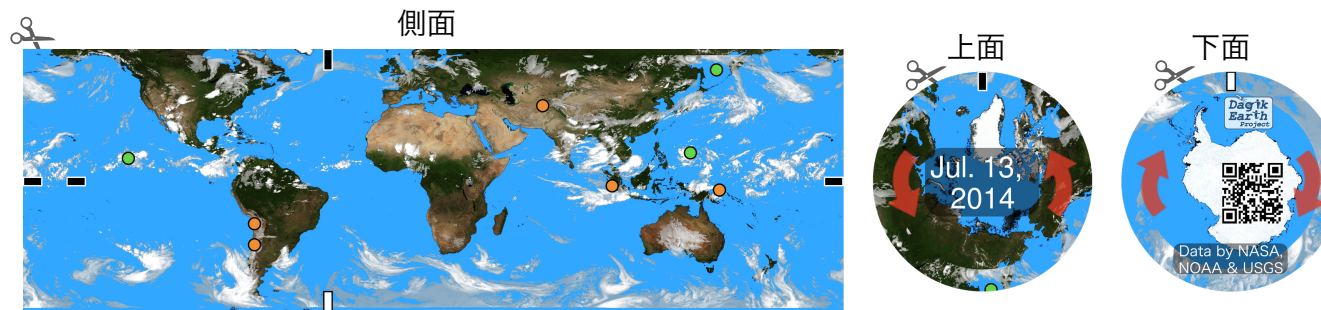 側面
上面
下面
Jul. 13,
2014
Dagik
Earth
Project
Data by NASA,
NOAA & USGS